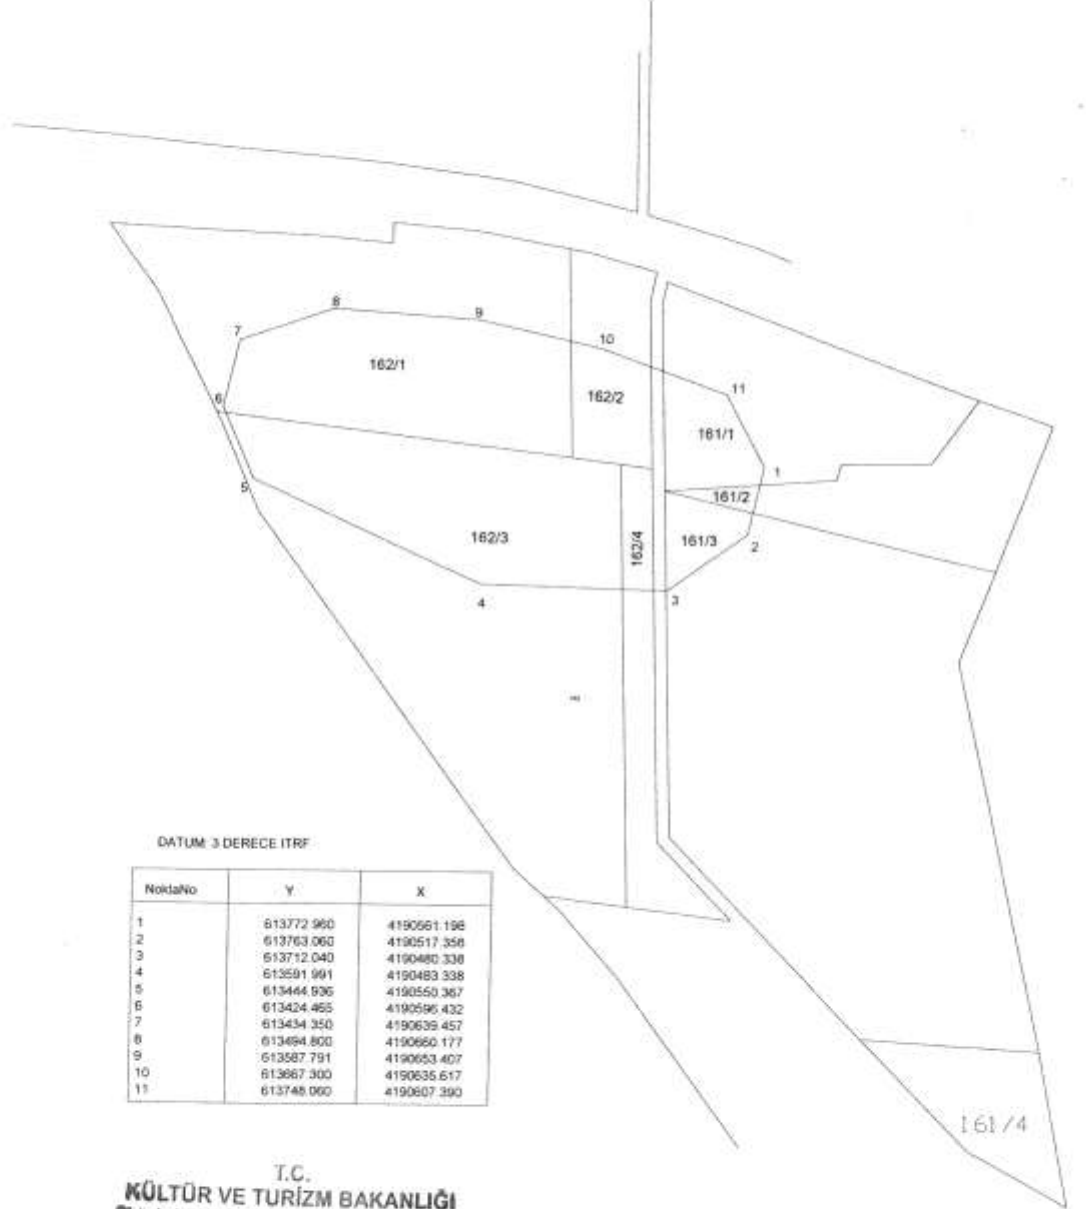 8
9
7
10
162/1
11
6
162/2
161/1
1
5
161/2
162/3
162/4
161/3
2
4
3
DATUM: 3 DERECE ITRF
NoktaNo Y X
1 613772.960 4190561.198
2 613763.060 4190517.358
3 613712.040 4190480.338
4 613591.991 4190483.338
5 613444.936 4190550.367
6 613424.465 4190596.432
7 613434.350 4190639.457
8 613494.800 4190660.177
9 613587.791 4190653.407
10 613667.300 4190635.617
11 613748.060 4190607.390
161/4
T.C.
KÜLTÜR VE TURİZM BAKANLIĞI